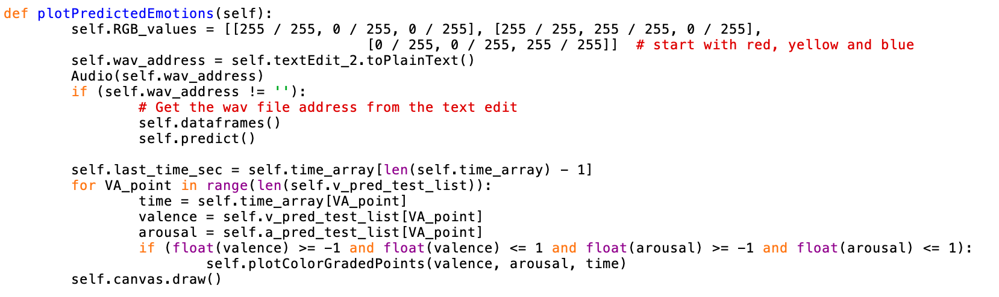 def plotPredictedEmotions(self):
        self.RGB_values = [[255 / 255, 0 / 255, 0 / 255], [255 / 255, 255 / 255, 0 / 255],
                                           [0 / 255, 0 / 255, 255 / 255]]  # start with red, yellow and blue
        self.wav_address = self.textEdit_2.toPlainText()
        Audio(self.wav_address)
        if (self.wav_address != ''):
                # Get the wav file address from the text edit
                self.dataframes()
                self.predict()

        self.last_time_sec = self.time_array[len(self.time_array) - 1]
        for VA_point in range(len(self.v_pred_test_list)):
                time = self.time_array[VA_point]
                valence = self.v_pred_test_list[VA_point]
                arousal = self.a_pred_test_list[VA_point]
                if (float(valence) >= -1 and float(valence) <= 1 and float(arousal) >= -1 and float(arousal) <= 1):
                        self.plotColorGradedPoints(valence, arousal, time)
        self.canvas.draw()